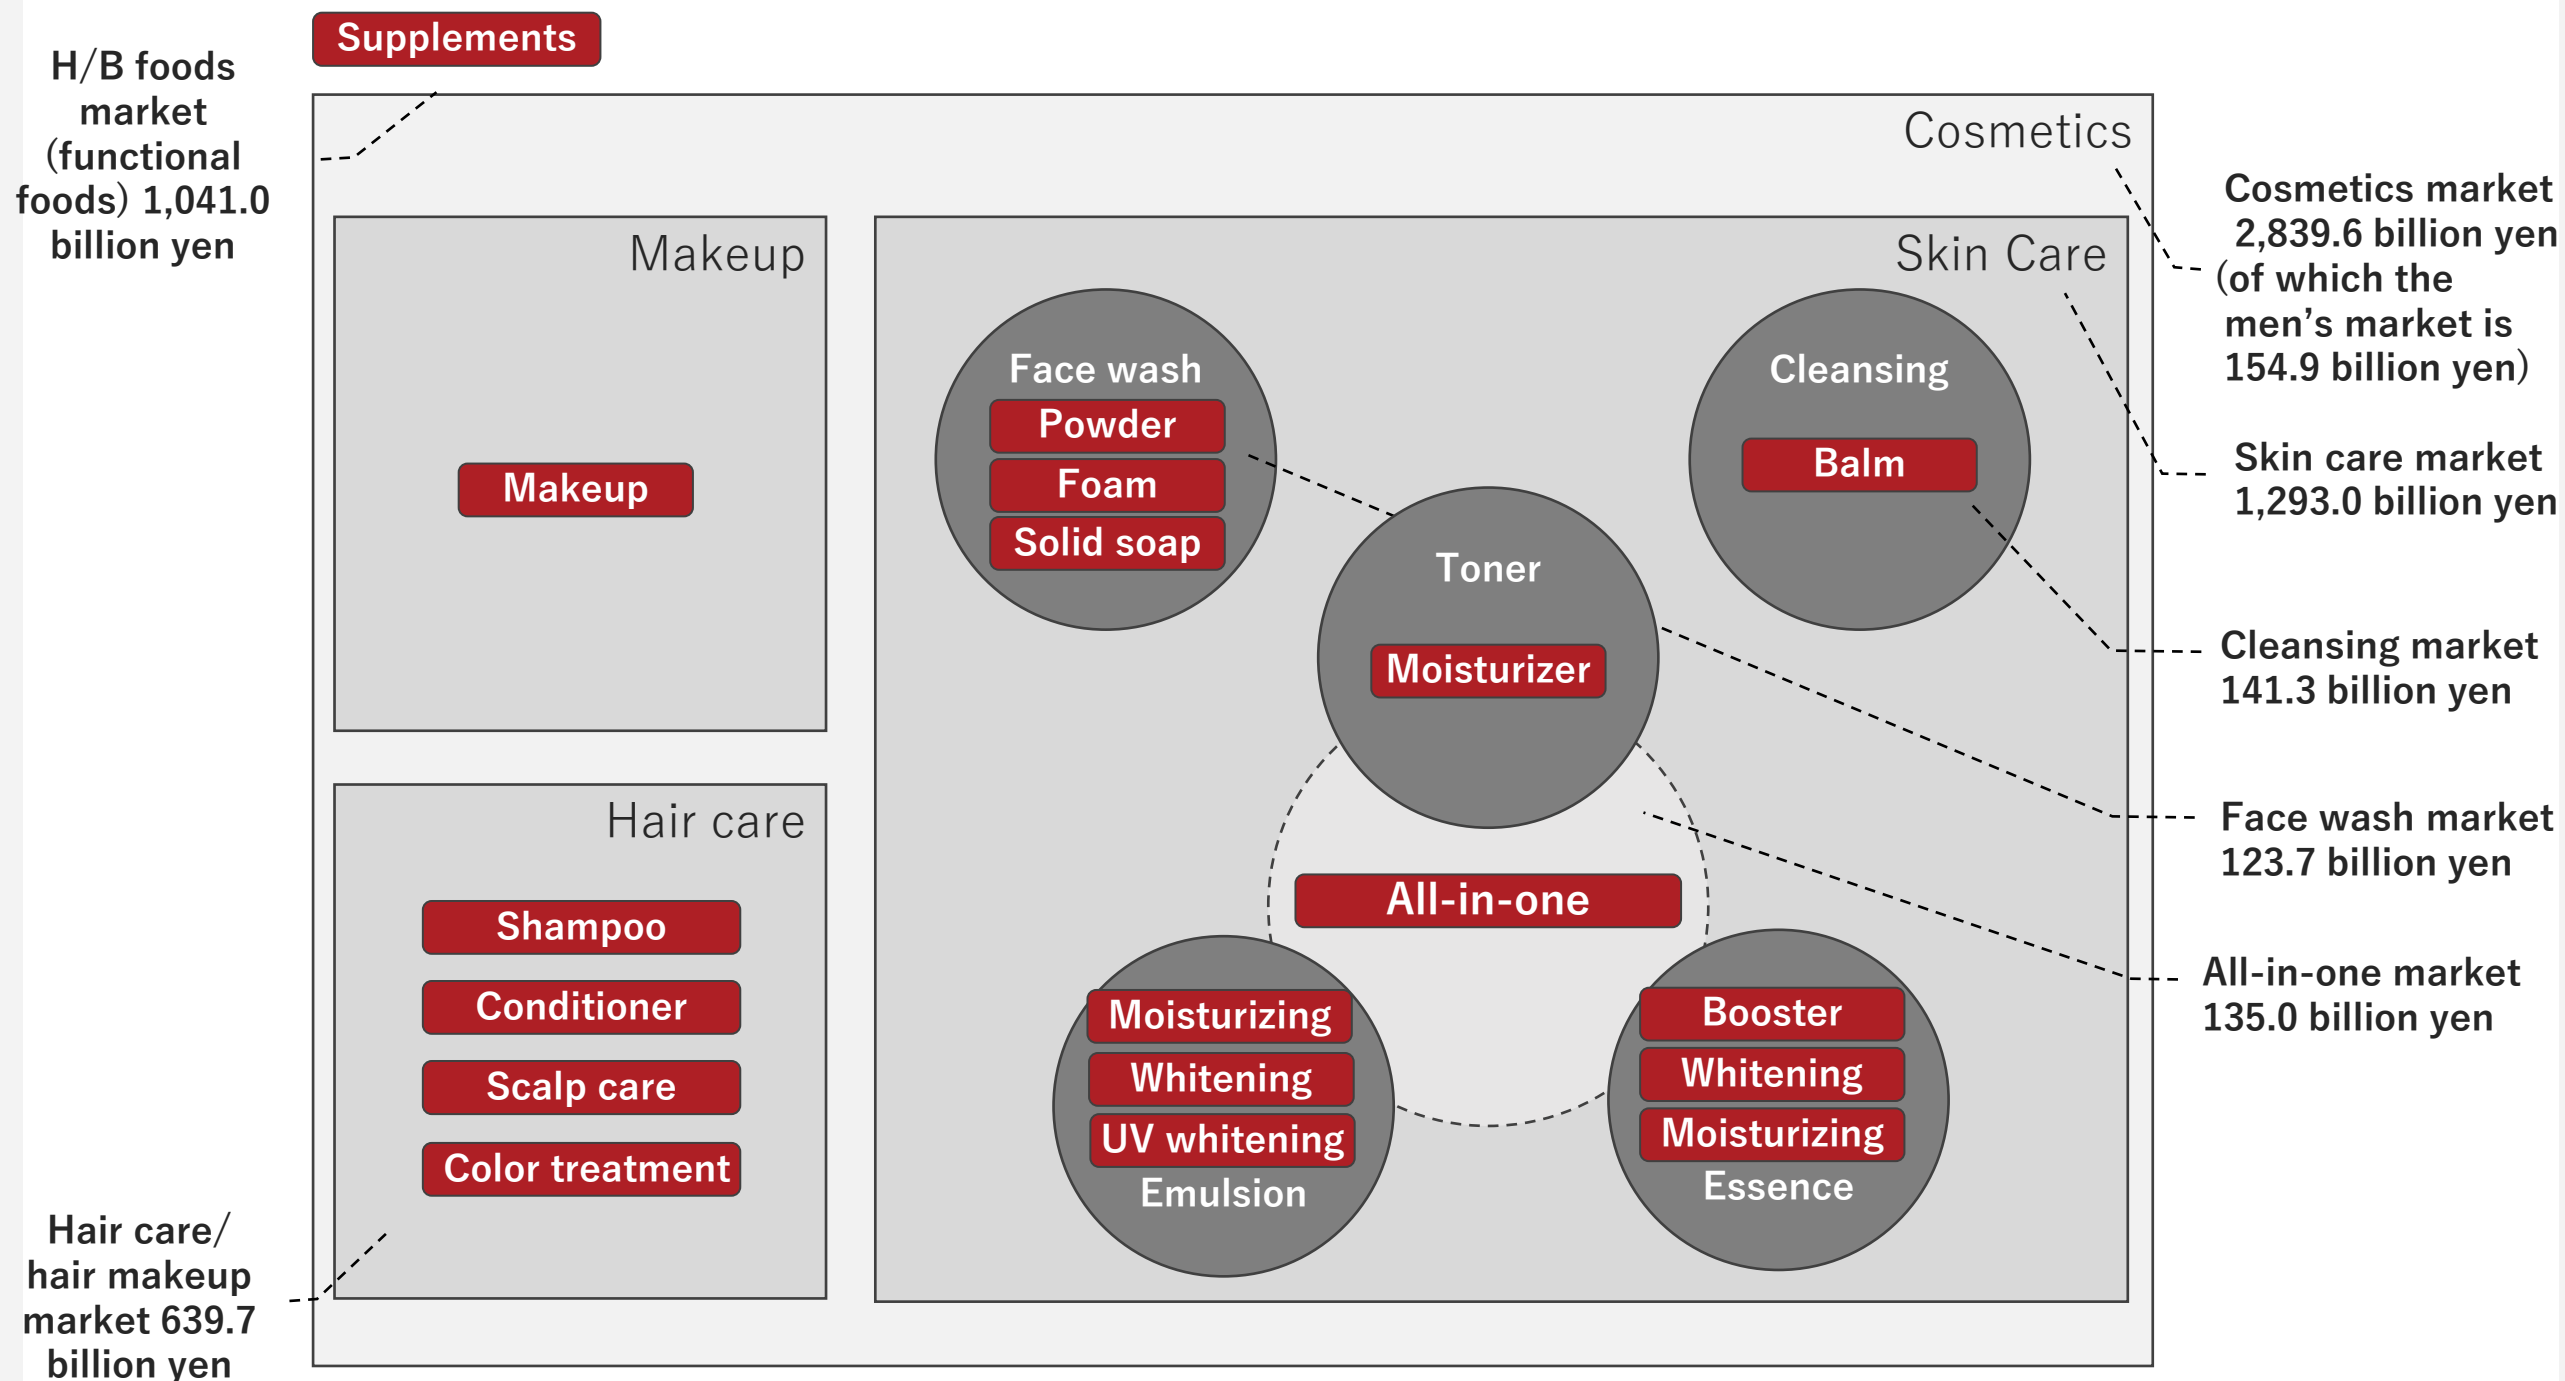 Supplements
H/B foods
market
(functional
foods) 1,041.0
billion yen
Cosmetics
Cosmetics market
2,839.6 billion yen
(of which the
men’s market is
154.9 billion yen)
Makeup
Makeup
Skin Care
Skin care market
1,293.0 billion yen
Face wash
Powder
Foam
Solid soap
Cleansing
Balm
Cleansing market
141.3 billion yen
Toner
Moisturizer
Face wash market
123.7 billion yen
All-in-one
All-in-one market
135.0 billion yen
Hair care
Shampoo
Conditioner
Scalp care
Color treatment
Hair care/
hair makeup
market 639.7
billion yen
Moisturizing
Whitening
UV whitening
Emulsion
Booster
Whitening
Moisturizing
Essence